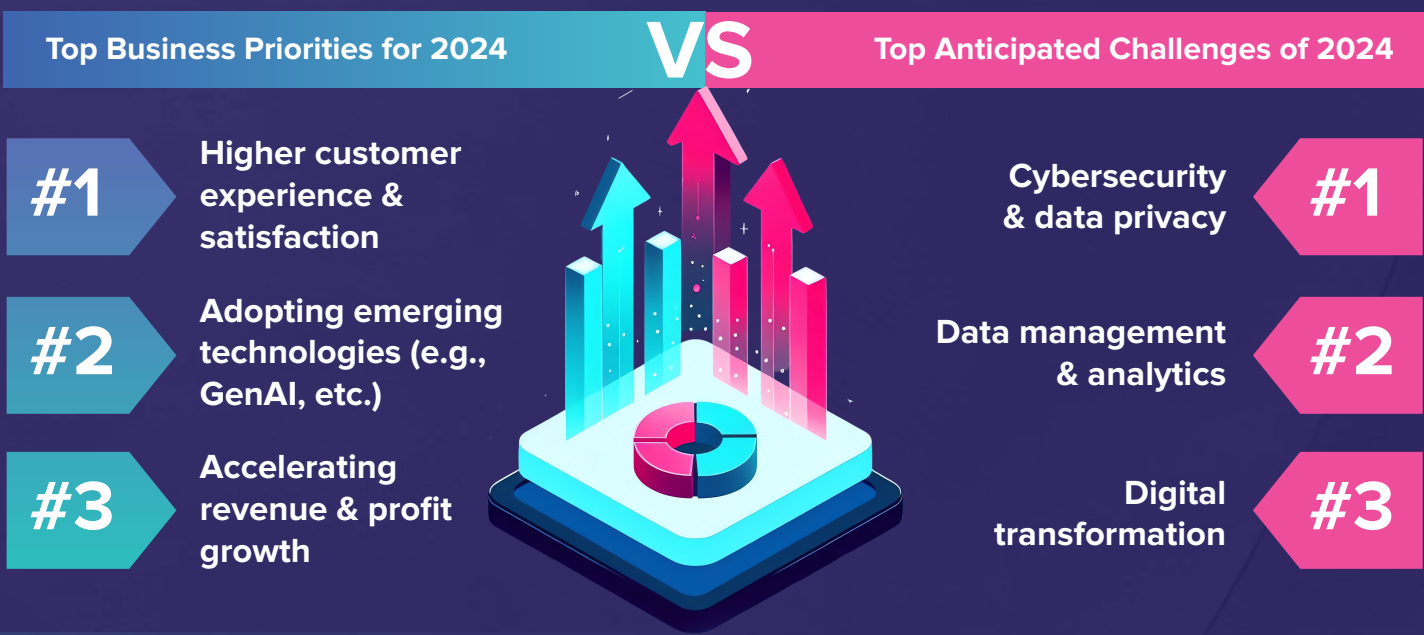 Top Business Priorities for 2024
VS
Top Anticipated Challenges of 2024
#1
Higher customer
experience &
satisfaction
#2
Adopting emerging
technologies (e.g.,
GenAI, etc.)
#3
Accelerating
revenue & profit
growth
Cybersecurity
& data privacy
#1
Data management
& analytics
#2
Digital
transformation
#3